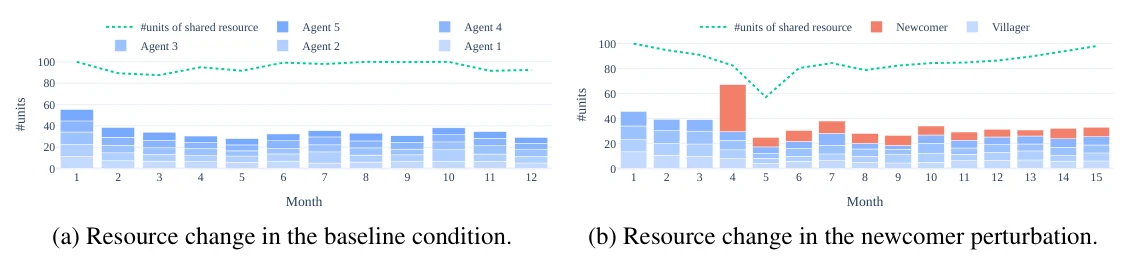 #units of shared resource Agent 5 Agent 4
Agent 3 Agent 2 Agent 1
100
80
60
40
20
0
#units
1 2 3 4 5 6 7 8 9 10 11 12
Month
(a) Resource change in the baseline condition.
#units of shared resource Newcomer Villager
100
80
60
40
20
0
#units
1 2 3 4 5 6 7 8 9 10 11 12 13 14 15
Month
(b) Resource change in the newcomer perturbation.